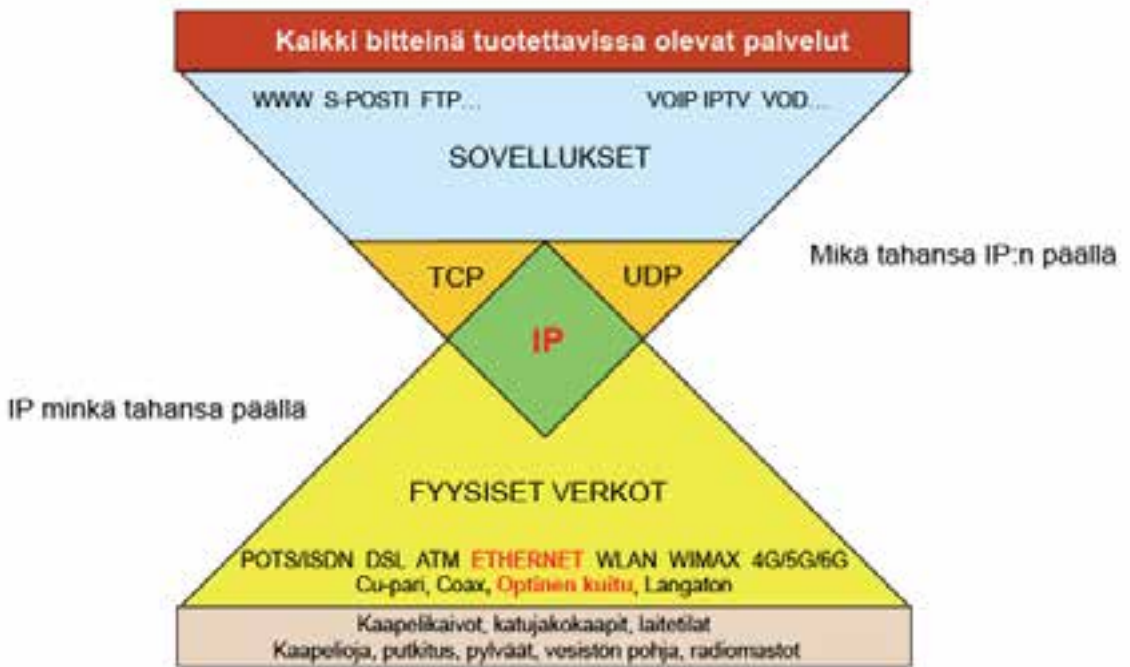 Kaikki bitteinä tuotettavissa olevat palvelut
WWW S-POSTI FTP... VOIP IPTV VOD...
SOVELLUKSET
Mikä tahansa IP:n päällä
TCP UDP
IP
IP minkä tahansa päällä
FYYSISET VERKOT
POTS/ISDN DSL ATM ETHERNET WLAN WIMAX 4G/5G/6G
Cu-pari, Coax, Optinen kuitu, Langaton
Kaapelikaivot, katujakokaapit, laitetilat
Kaapelioja, putkitus, pylväät, vesistön pohja, radiomastot